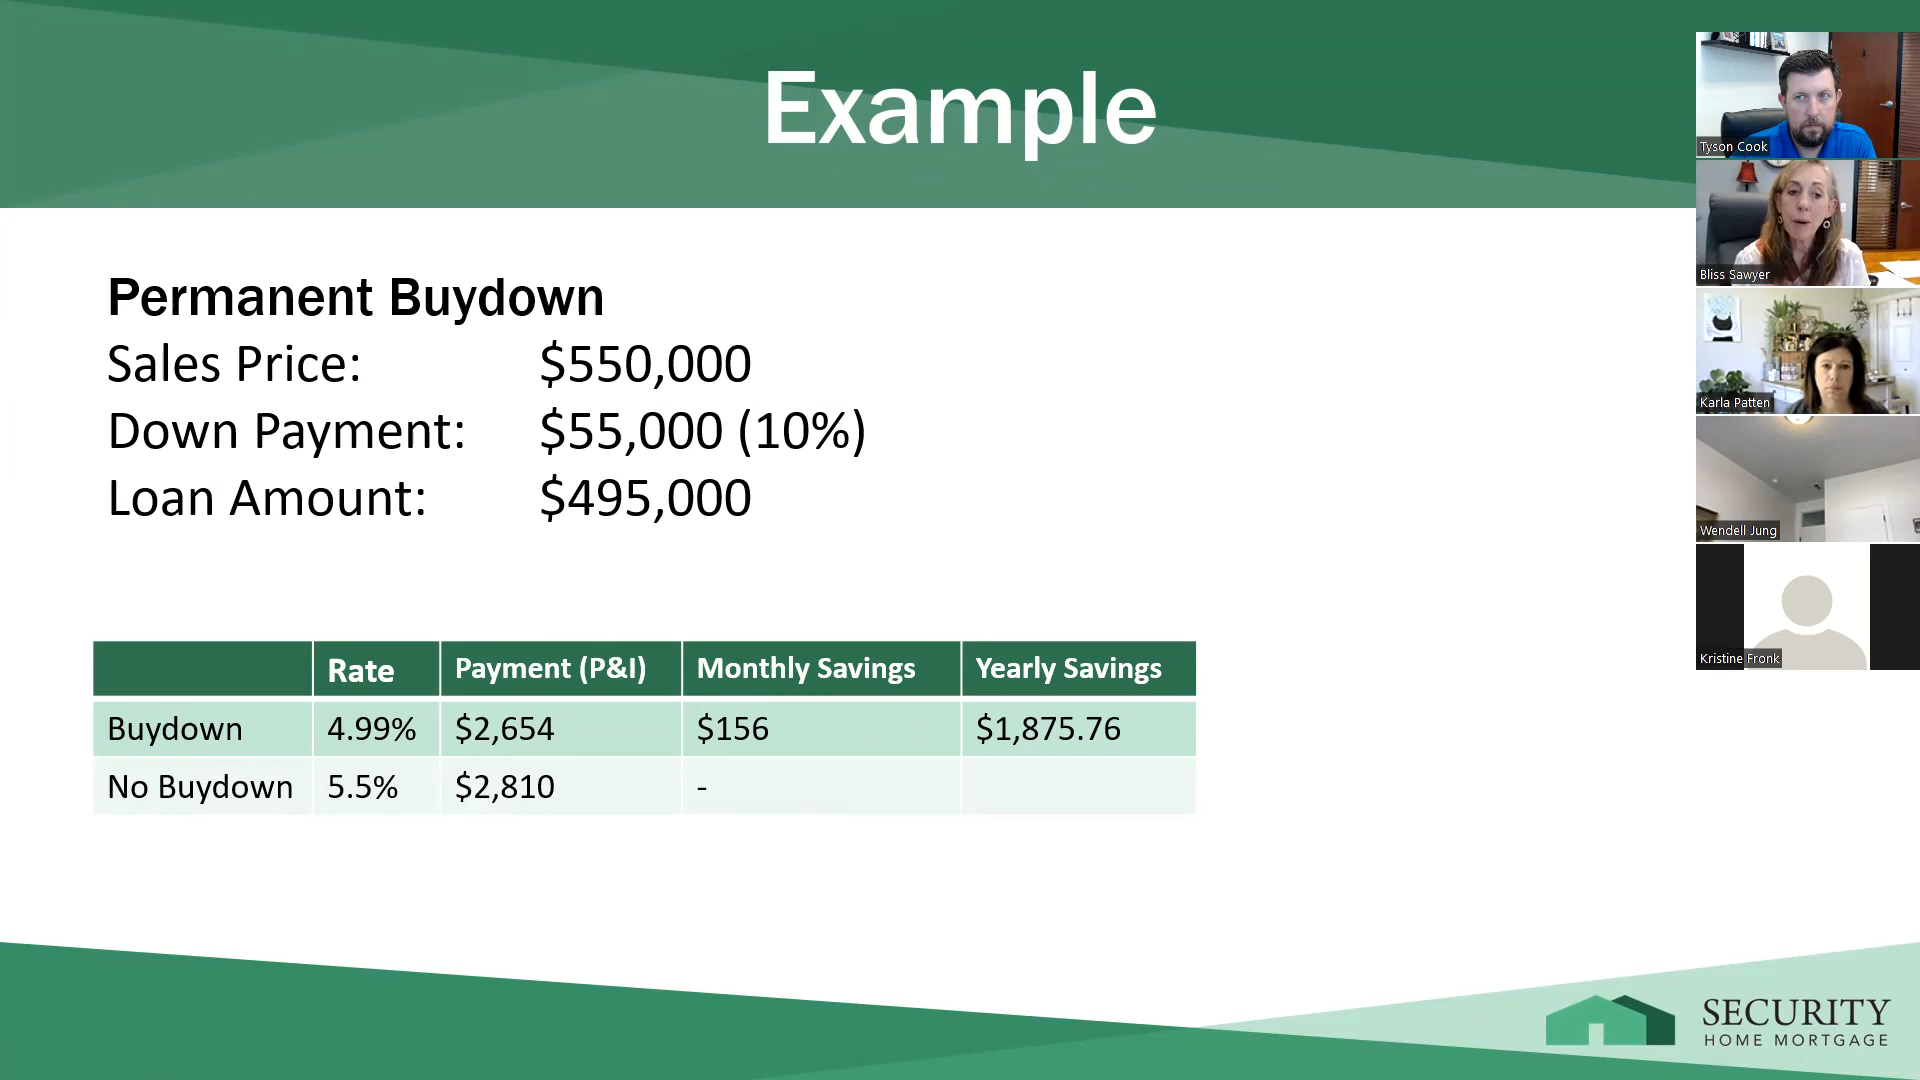 Example
Permanent Buydown
Sales Price: $550,000
Down Payment: $55,000 (10%)
Loan Amount: $495,000
Rate Payment (P&I) Monthly Savings Yearly Savings
Buydown 4.99% $2,654 $156 $1,875.76
No Buydown 5.5% $2,810 -
Tyson Cook
Bliss Sawyer
Karla Patten
Wendell Jung
Kristine Fronk
SECURITY
HOME MORTGAGE